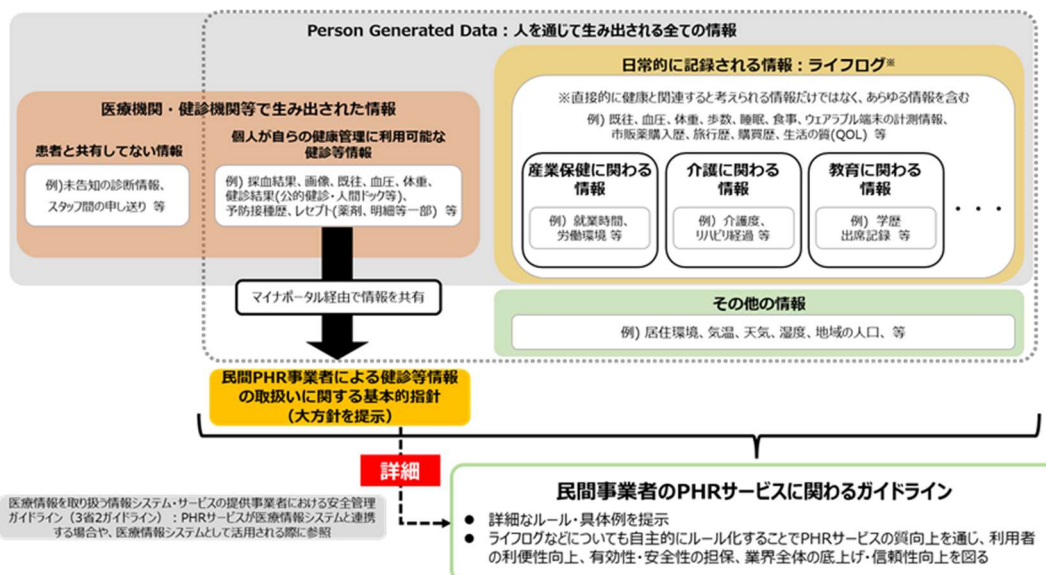 Person Generated Data：人を通じて生み出される全ての情報
医療機関・健診機関等で生み出された情報
患者と共有してない情報
例)未告知の診断情報、
スタッフ間の申し送り 等
個人が自らの健康管理に利用可能な
健診等情報
例) 採血結果、画像、既往、血圧、体重、
健診結果(公的健診・人間ドック等)、
予防接種歴、レセプト(薬剤、明細等一部) 等
日常的に記録される情報：ライフログ※
※直接的に健康と関連すると考えられる情報だけではなく、あらゆる情報を含む
例) 既往、血圧、体重、歩数、睡眠、食事、ウェアラブル端末の計測情報、
市販薬購入歴、旅行歴、購買歴、生活の質(QOL) 等
産業保健に関わる
情報
例) 就業時間、
労働環境 等
介護に関わる
情報
例) 介護度、
リハビリ経過 等
教育に関わる
情報
例) 学歴
出席記録 等
・・・
マイナポータル経由で情報を共有
その他の情報
例) 居住環境、気温、天気、湿度、地域の人口、等
民間PHR事業者による健診等情報
の取扱いに関する基本的指針
（大方針を提示）
詳細
医療情報を取り扱う情報システム・サービスの提供事業者における安全管理
ガイドライン（3省2ガイドライン）：PHRサービスが医療情報システムと連携
する場合や、医療情報システムとして活用される際に参照
民間事業者のPHRサービスに関わるガイドライン
● 詳細なルール・具体例を提示
● ライフログなどについても自主的にルール化することでPHRサービスの質向上を通じ、利用者
の利便性向上、有効性・安全性の担保、業界全体の底上げ・信頼性向上を図る